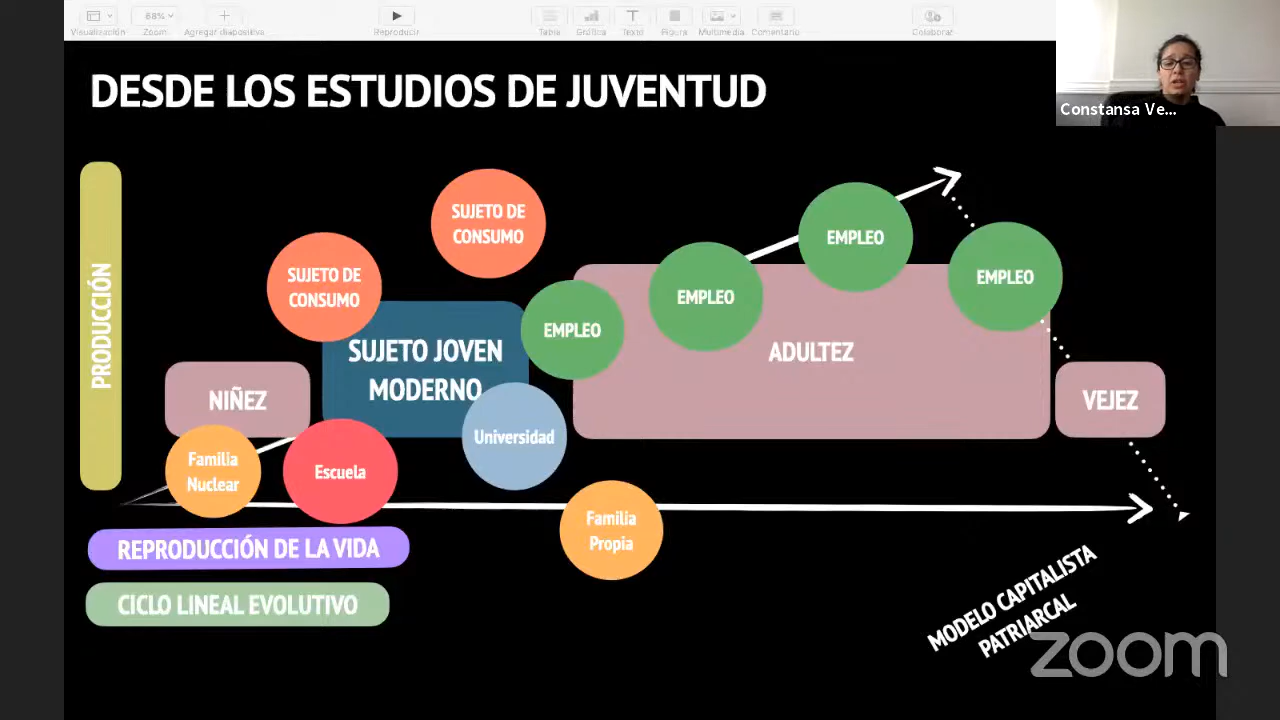 68%
Visualización
Zoom
Agregar diapositiva
Reproducir
Tabla
Gráfica
Texto
Figura
Multimedia
Comentario
Colaborar
Constansa Ve...
DESDE LOS ESTUDIOS DE JUVENTUD
PRODUCCIÓN
SUJETO DE
CONSUMO
SUJETO DE
CONSUMO
EMPLEO
EMPLEO
EMPLEO
EMPLEO
SUJETO JOVEN
MODERNO
ADULTEZ
NIÑEZ
VEJEZ
Universidad
Familia
Nuclear
Escuela
Familia
Propia
REPRODUCCIÓN DE LA VIDA
CICLO LINEAL EVOLUTIVO
MODELO CAPITALISTA
PATRIARCAL
zoom